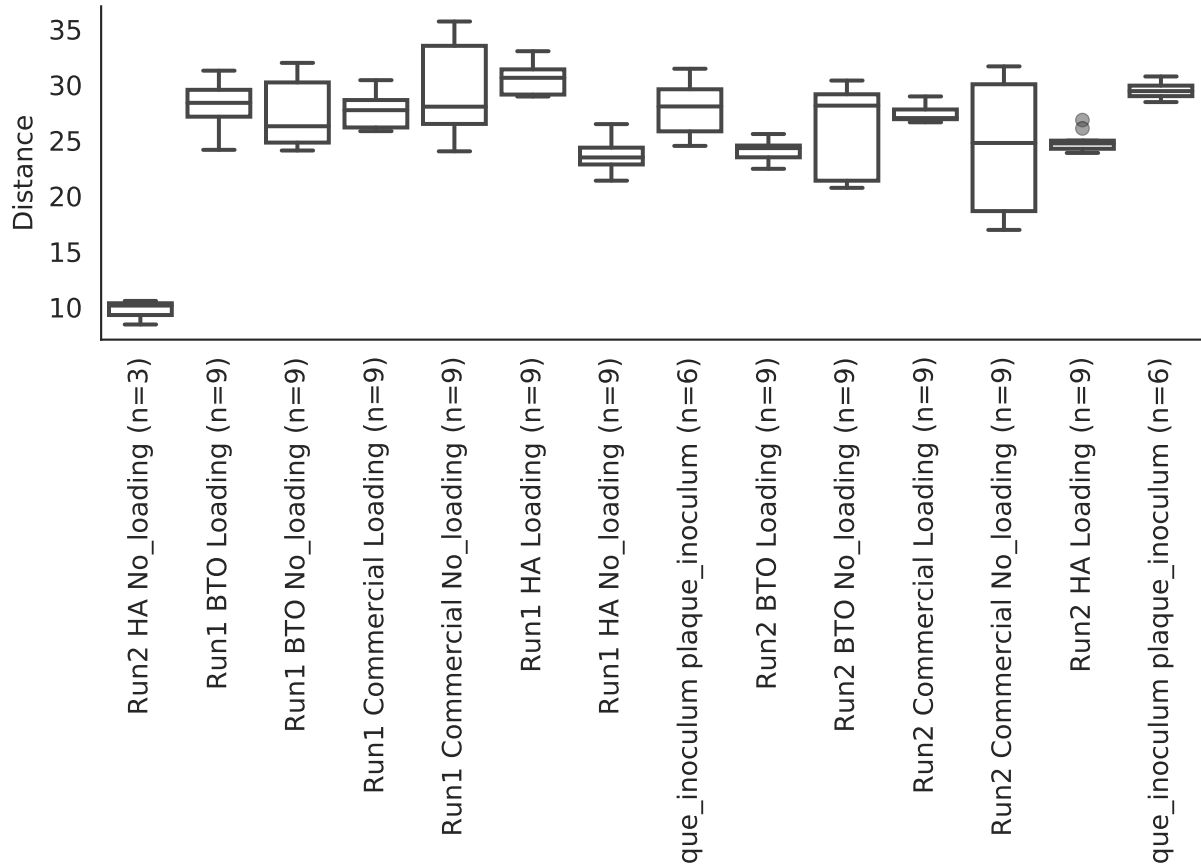 Distance
35
30
25
20
15
10
Run2 HA No_loading (n=3)
Run1 BTO Loading (n=9)
Run1 BTO No_loading (n=9)
Run1 Commercial Loading (n=9)
Run1 Commercial No_loading (n=9)
Run1 HA Loading (n=9)
Run1 HA No_loading (n=9)
que_inoculum plaque_inoculum (n=6)
Run2 BTO Loading (n=9)
Run2 BTO No_loading (n=9)
Run2 Commercial Loading (n=9)
Run2 Commercial No_loading (n=9)
Run2 HA Loading (n=9)
que_inoculum plaque_inoculum (n=6)